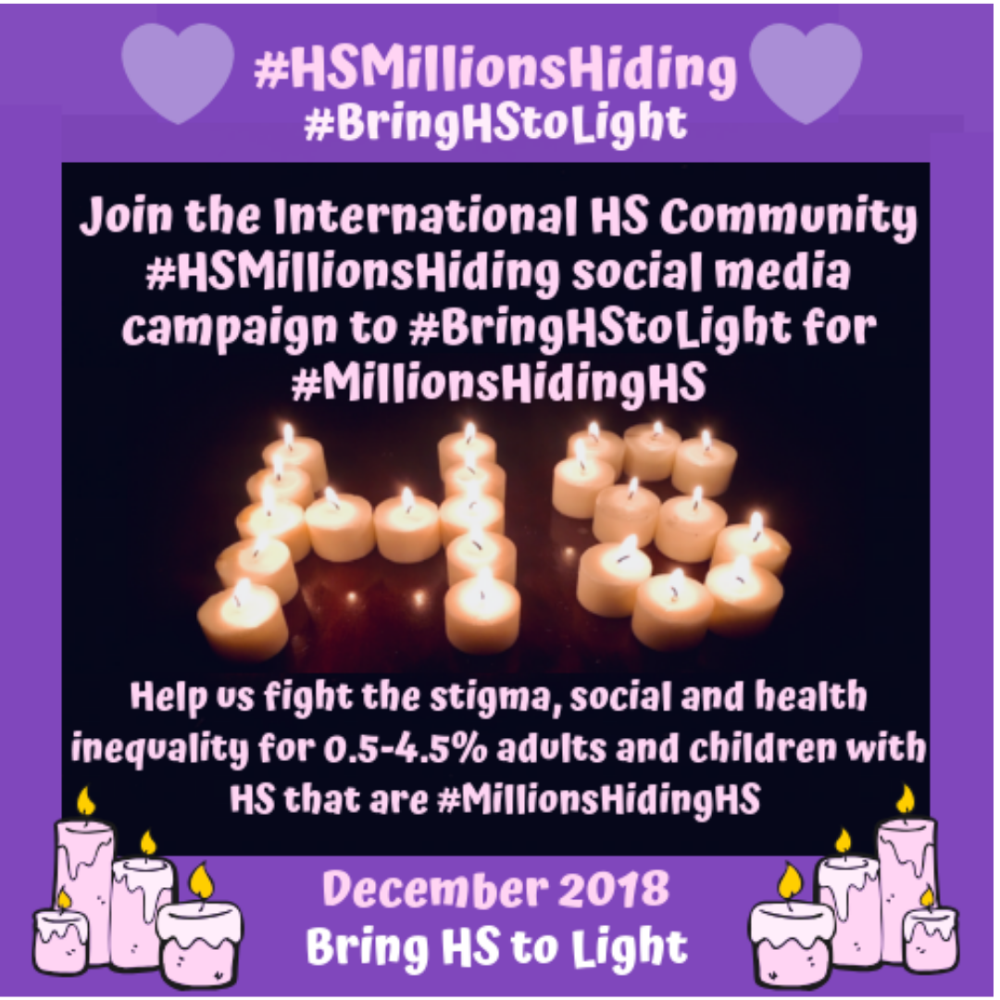 #HSMillionsHiding
#BringHStoLight
Join the International HS Community
#HSMillionsHiding social media
campaign to #BringHStoLight for
#MillionsHidingHS
HS
Help us fight the stigma, social and health
inequality for 0.5-4.5% adults and children with
HS that are #MillionsHidingHS
December 2018
Bring HS to Light